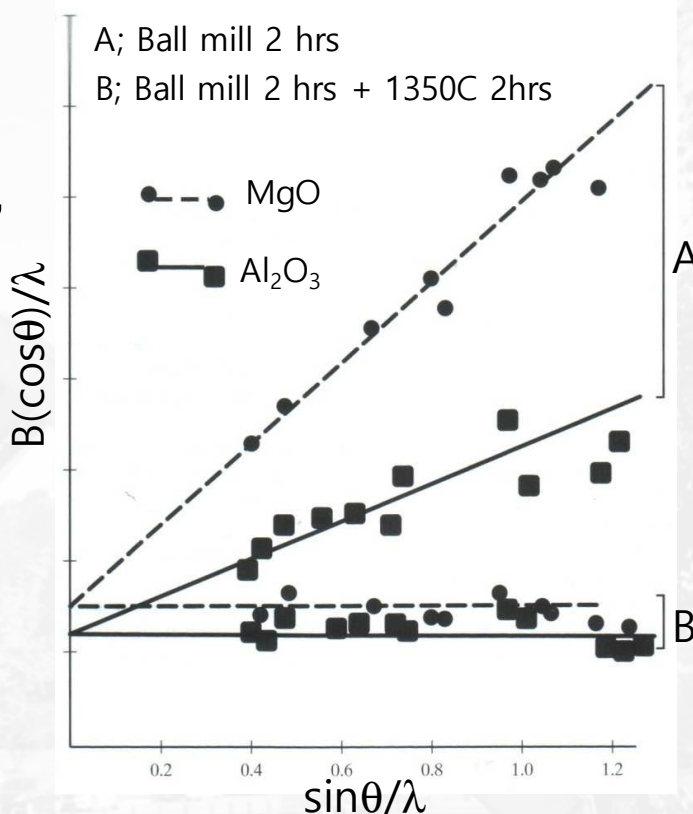 A; Ball mill 2 hrs
B; Ball mill 2 hrs + 1350C 2hrs
MgO
Al₂O₃
B(cosθ)/λ
A
B
0.2 0.4 0.6 0.8 1.0 1.2
sinθ/λ